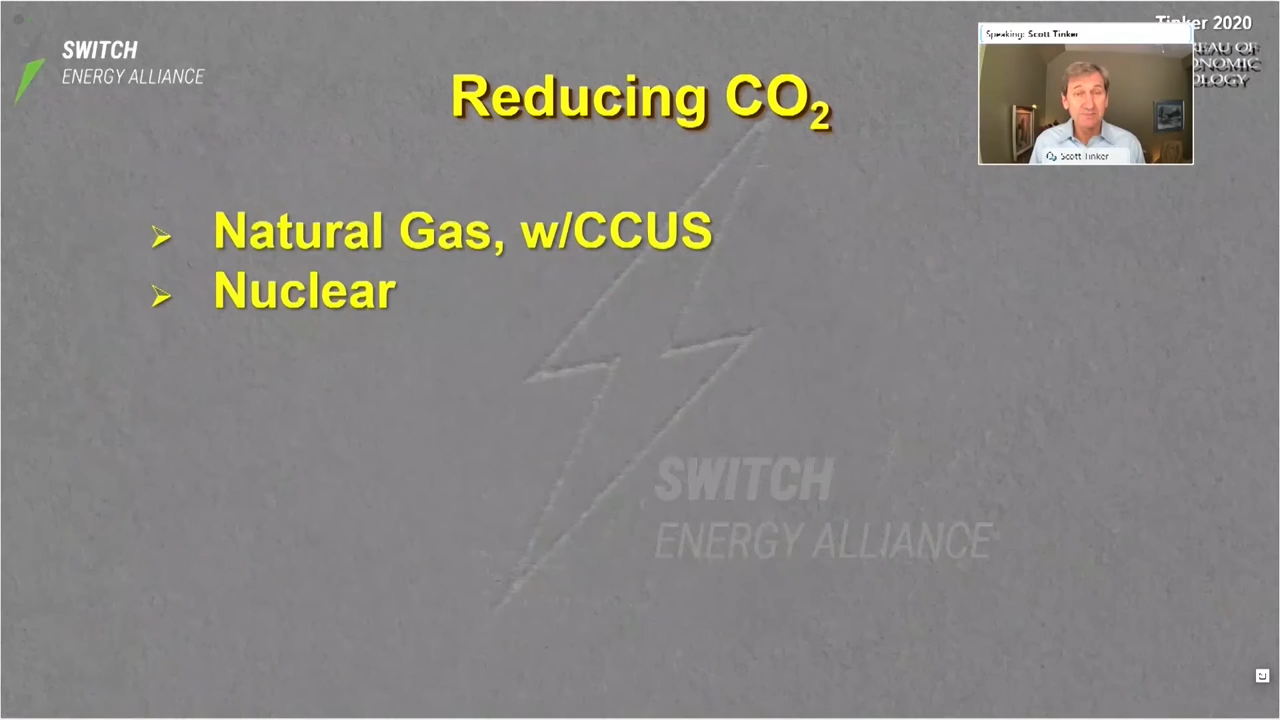 SWITCH
ENERGY ALLIANCE
Tinker 2020
Speaking: Scott Tinker
Scott Tinker
Reducing CO₂
Natural Gas, w/CCUS
Nuclear
SWITCH
ENERGY ALLIANCE